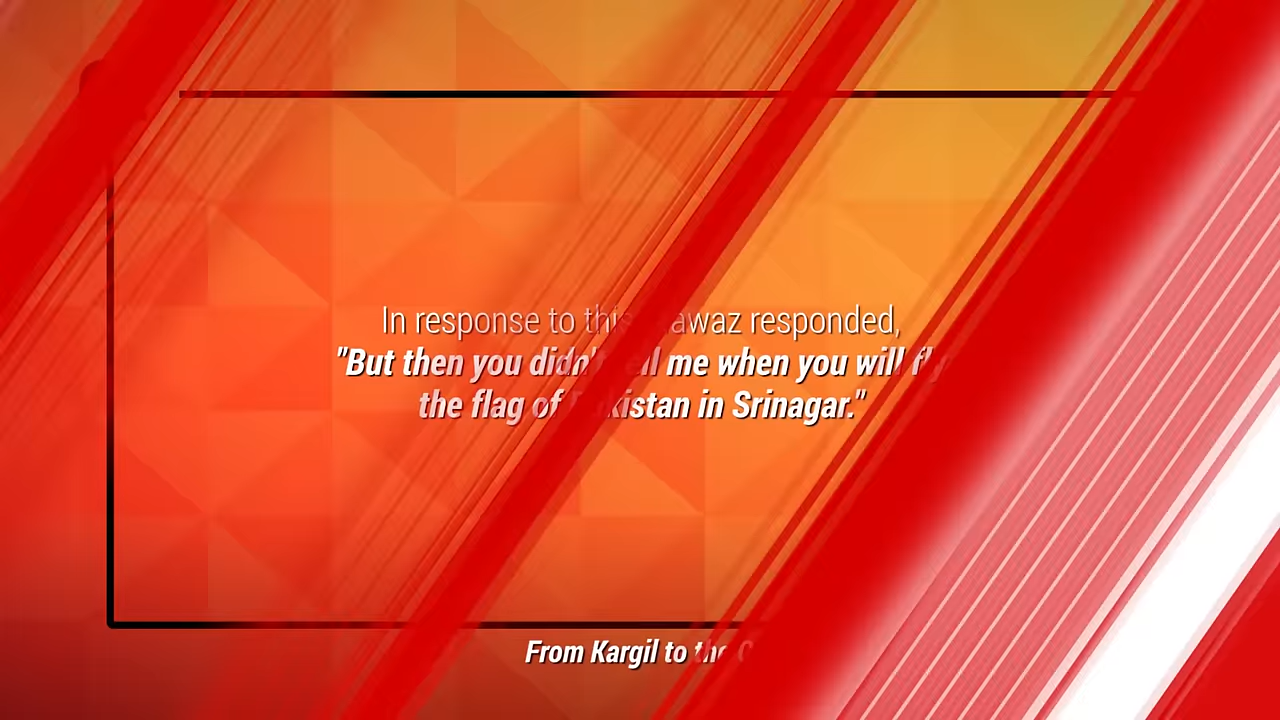 In response to this awaz responded,
"But then you didn't tell me when you will fly
the flag of Pakistan in Srinagar."
From Kargil to the